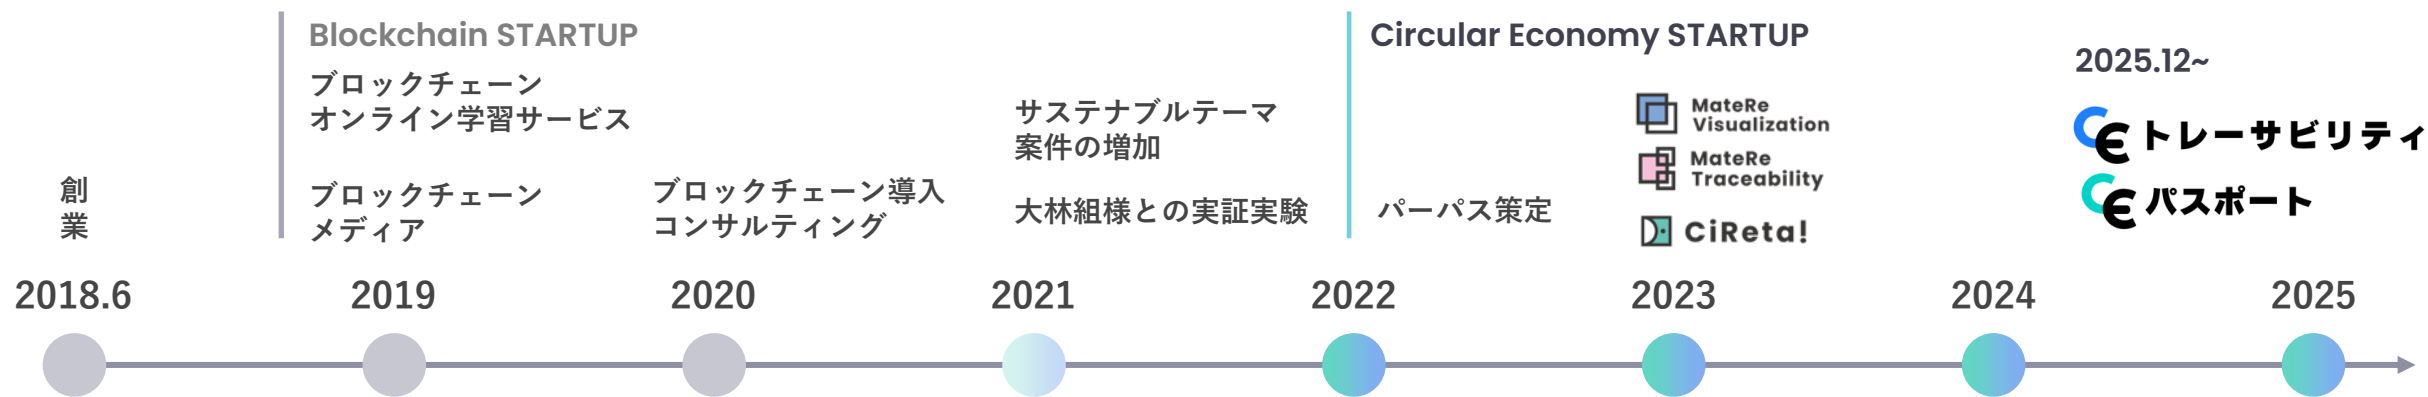 Blockchain STARTUP
ブロックチェーン
オンライン学習サービス
ブロックチェーン
メディア
創
業
ブロックチェーン導入
コンサルティング
サステナブルテーマ
案件の増加
大林組様との実証実験
Circular Economy STARTUP
パーパス策定
MateRe
Visualization
MateRe
Traceability
CiReta!
2025.12~
CE トレーサビリティ
CE パスポート
2018.6
2019
2020
2021
2022
2023
2024
2025